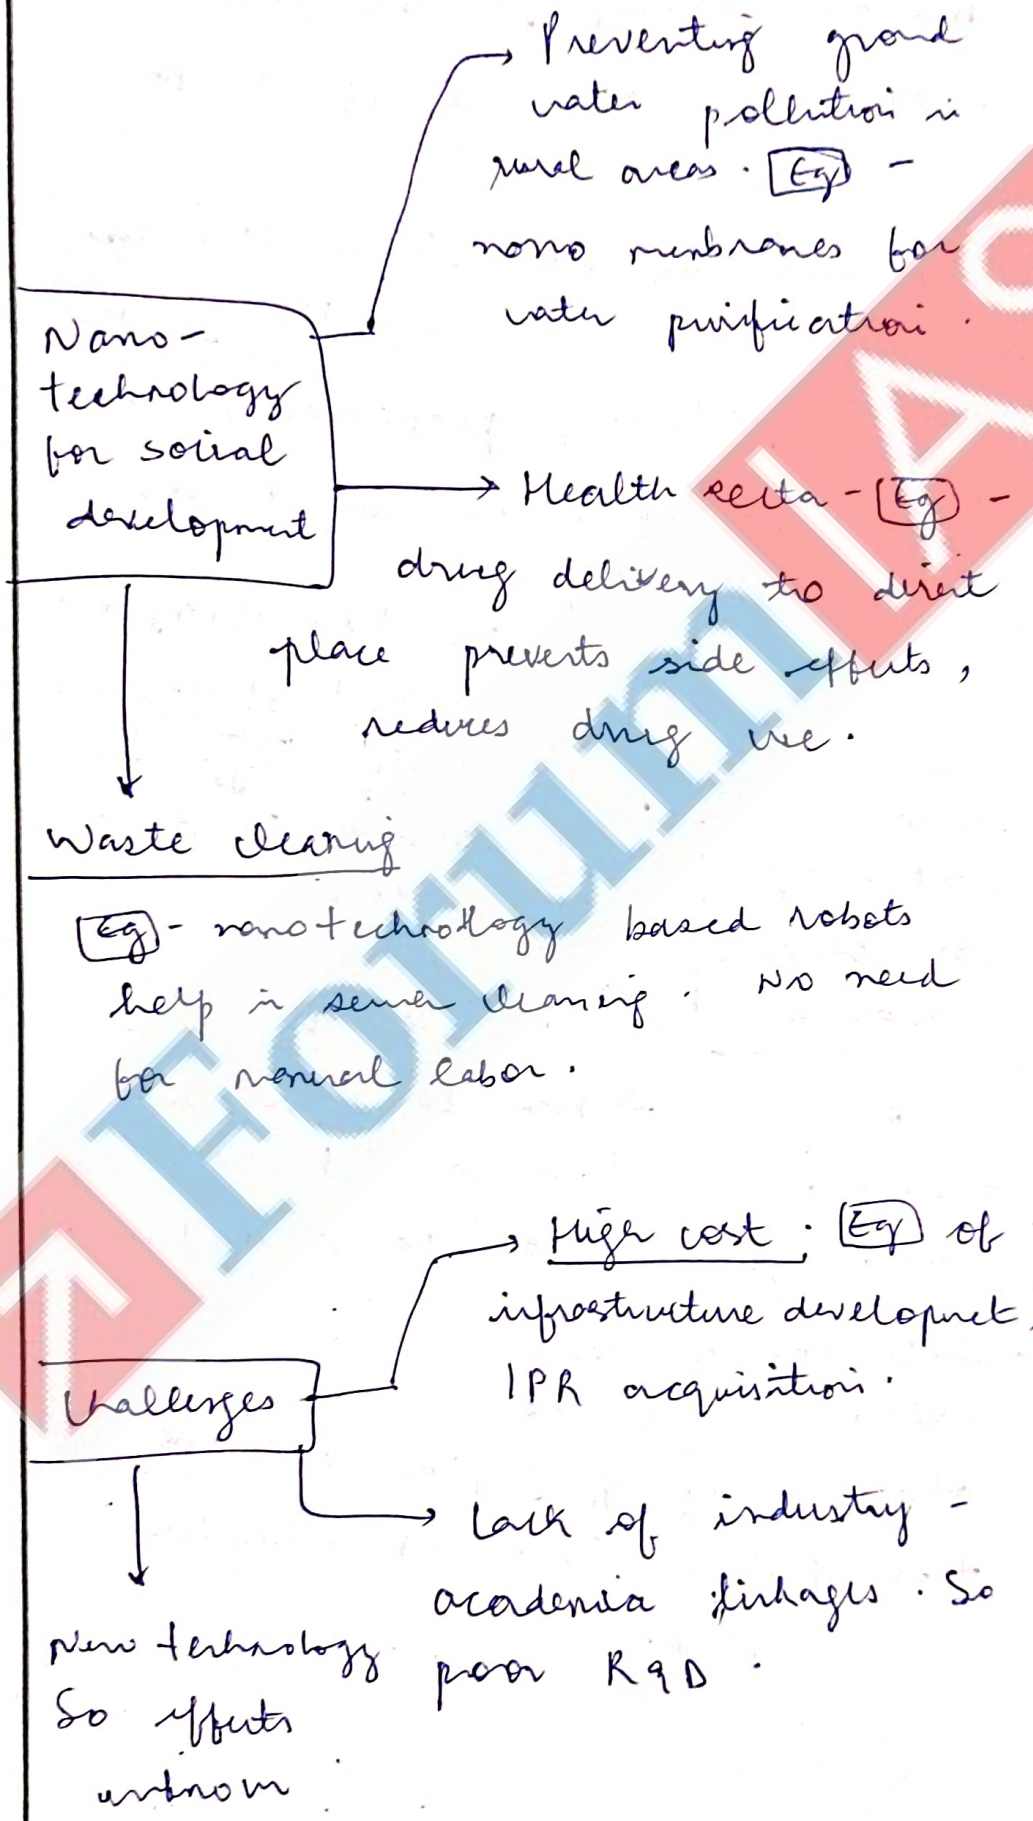 Preventing ground
water pollution in
rural areas. Eg -
nano membranes for
water purification.
Nano-
technology
for social
development
Health secta - Eg -
drug delivery to direct
place prevents side effects,
reduces drug use.
Waste cleaning
Eg - nanotechnology based robots
help in sewer cleaning. No need
for manual labor.
High cost. Eg of
infrastructure development,
IPR acquisition.
Challenges
Lack of industry -
academia linkages. So
poor R&D.
New technology
So effects
unknown
Forum IAS